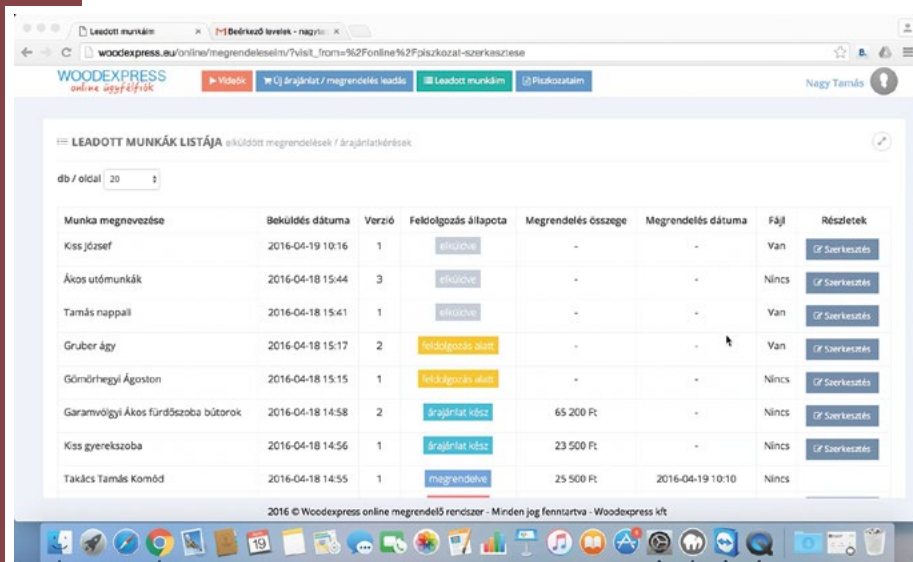 Leadott munkáim
Beérkező levelek - nagyta
woodexpress.eu/online/megrendeleseim/?visit_from=%2Fonline%2Fpiszkozat-szerkesztese
WOODEXPRESS
online ügyfélfiók
Videók
Új árajánlat / megrendelés leadás
Leadott munkáim
Piszkozataim
Nagy Tamás
LEADOTT MUNKÁK LISTÁJA elküldött megrendelések / árajánlatkérések
db / oldal 20
Munka megnevezése Beküldés dátuma Verzió Feldolgozás állapota Megrendelés összege Megrendelés dátuma Fájl Részletek
Kiss józsef 2016-04-19 10:16 1 elküldve - - Van Szerkesztés
Ákos utómunkák 2016-04-18 15:44 3 elküldve - - Nincs Szerkesztés
Tamás nappali 2016-04-18 15:41 1 elküldve - - Van Szerkesztés
Gruber ágy 2016-04-18 15:17 2 feldolgozás alatt - - Van Szerkesztés
Gömörhegyi Ágoston 2016-04-18 15:15 1 feldolgozás alatt - - Nincs Szerkesztés
Garamvölgyi Ákos fürdőszoba bútorok 2016-04-18 14:58 2 árajánlat kész 65 200 Ft - Nincs Szerkesztés
Kiss gyerekszoba 2016-04-18 14:56 1 árajánlat kész 23 500 Ft - Nincs Szerkesztés
Takács Tamás Komód 2016-04-18 14:55 1 megrendelve 25 500 Ft 2016-04-19 10:10 Nincs
2016 © Woodexpress online megrendelő rendszer - Minden jog fenntartva - Woodexpress kft
19